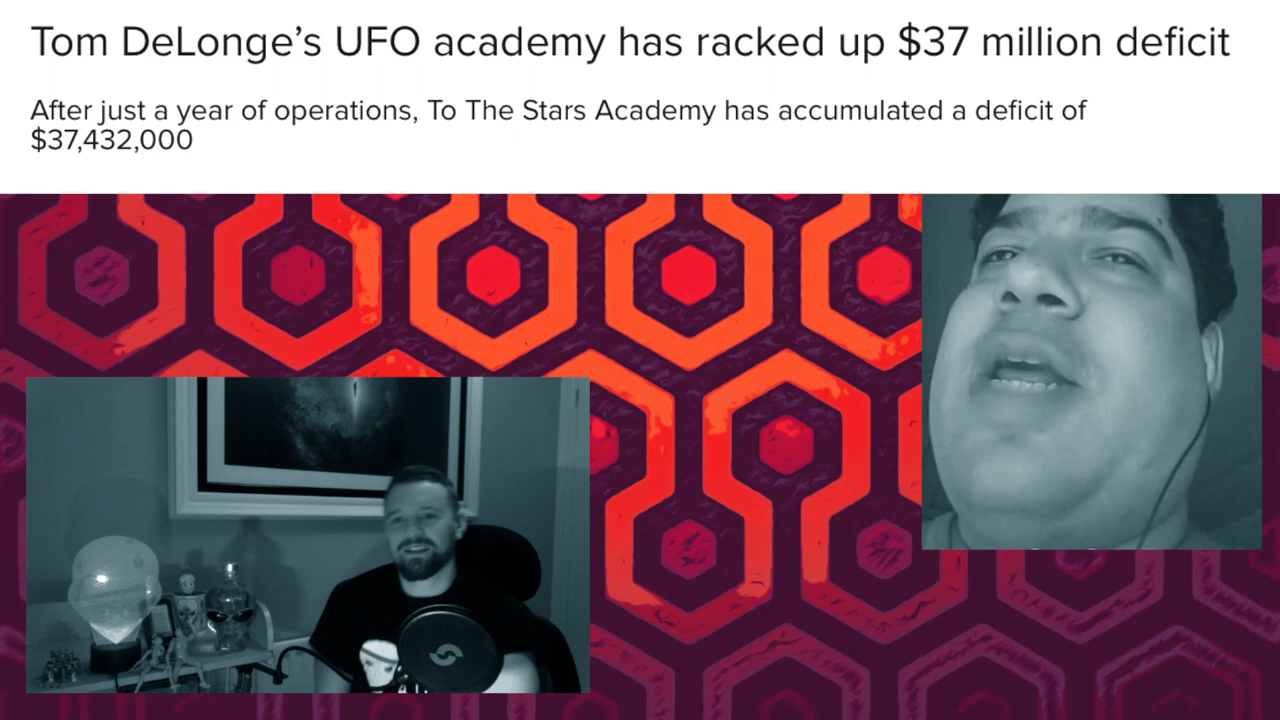 Tom DeLonge’s UFO academy has racked up $37 million deficit
After just a year of operations, To The Stars Academy has accumulated a deficit of
$37,432,000